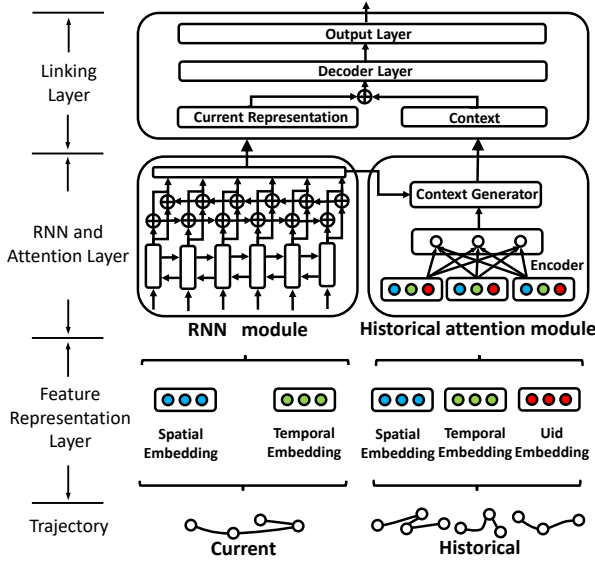 Output Layer
Linking
Layer
Decoder Layer
Current Representation
Context
RNN and
Attention Layer
Context Generator
Encoder
RNN module
Historical attention module
Feature
Representation
Layer
Spatial
Embedding
Temporal
Embedding
Spatial
Embedding
Temporal
Embedding
Uid
Embedding
Trajectory
Current
Historical